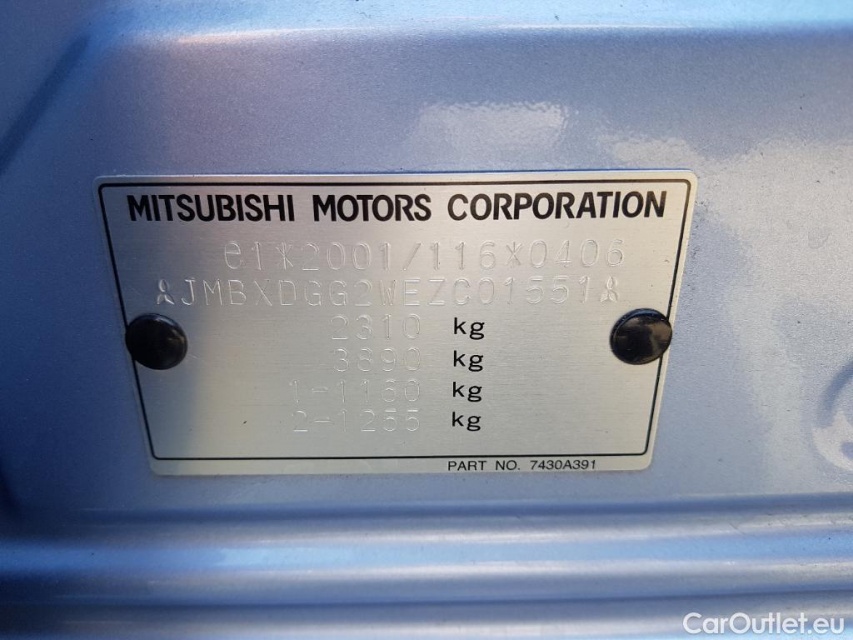 MITSUBISHI MOTORS CORPORATION
e1*2001/116*0406
JMBXDGG2WEZC01551
2310 kg
3890 kg
1-1160 kg
2-1255 kg
PART NO. 7430A391
CarOutlet.eu